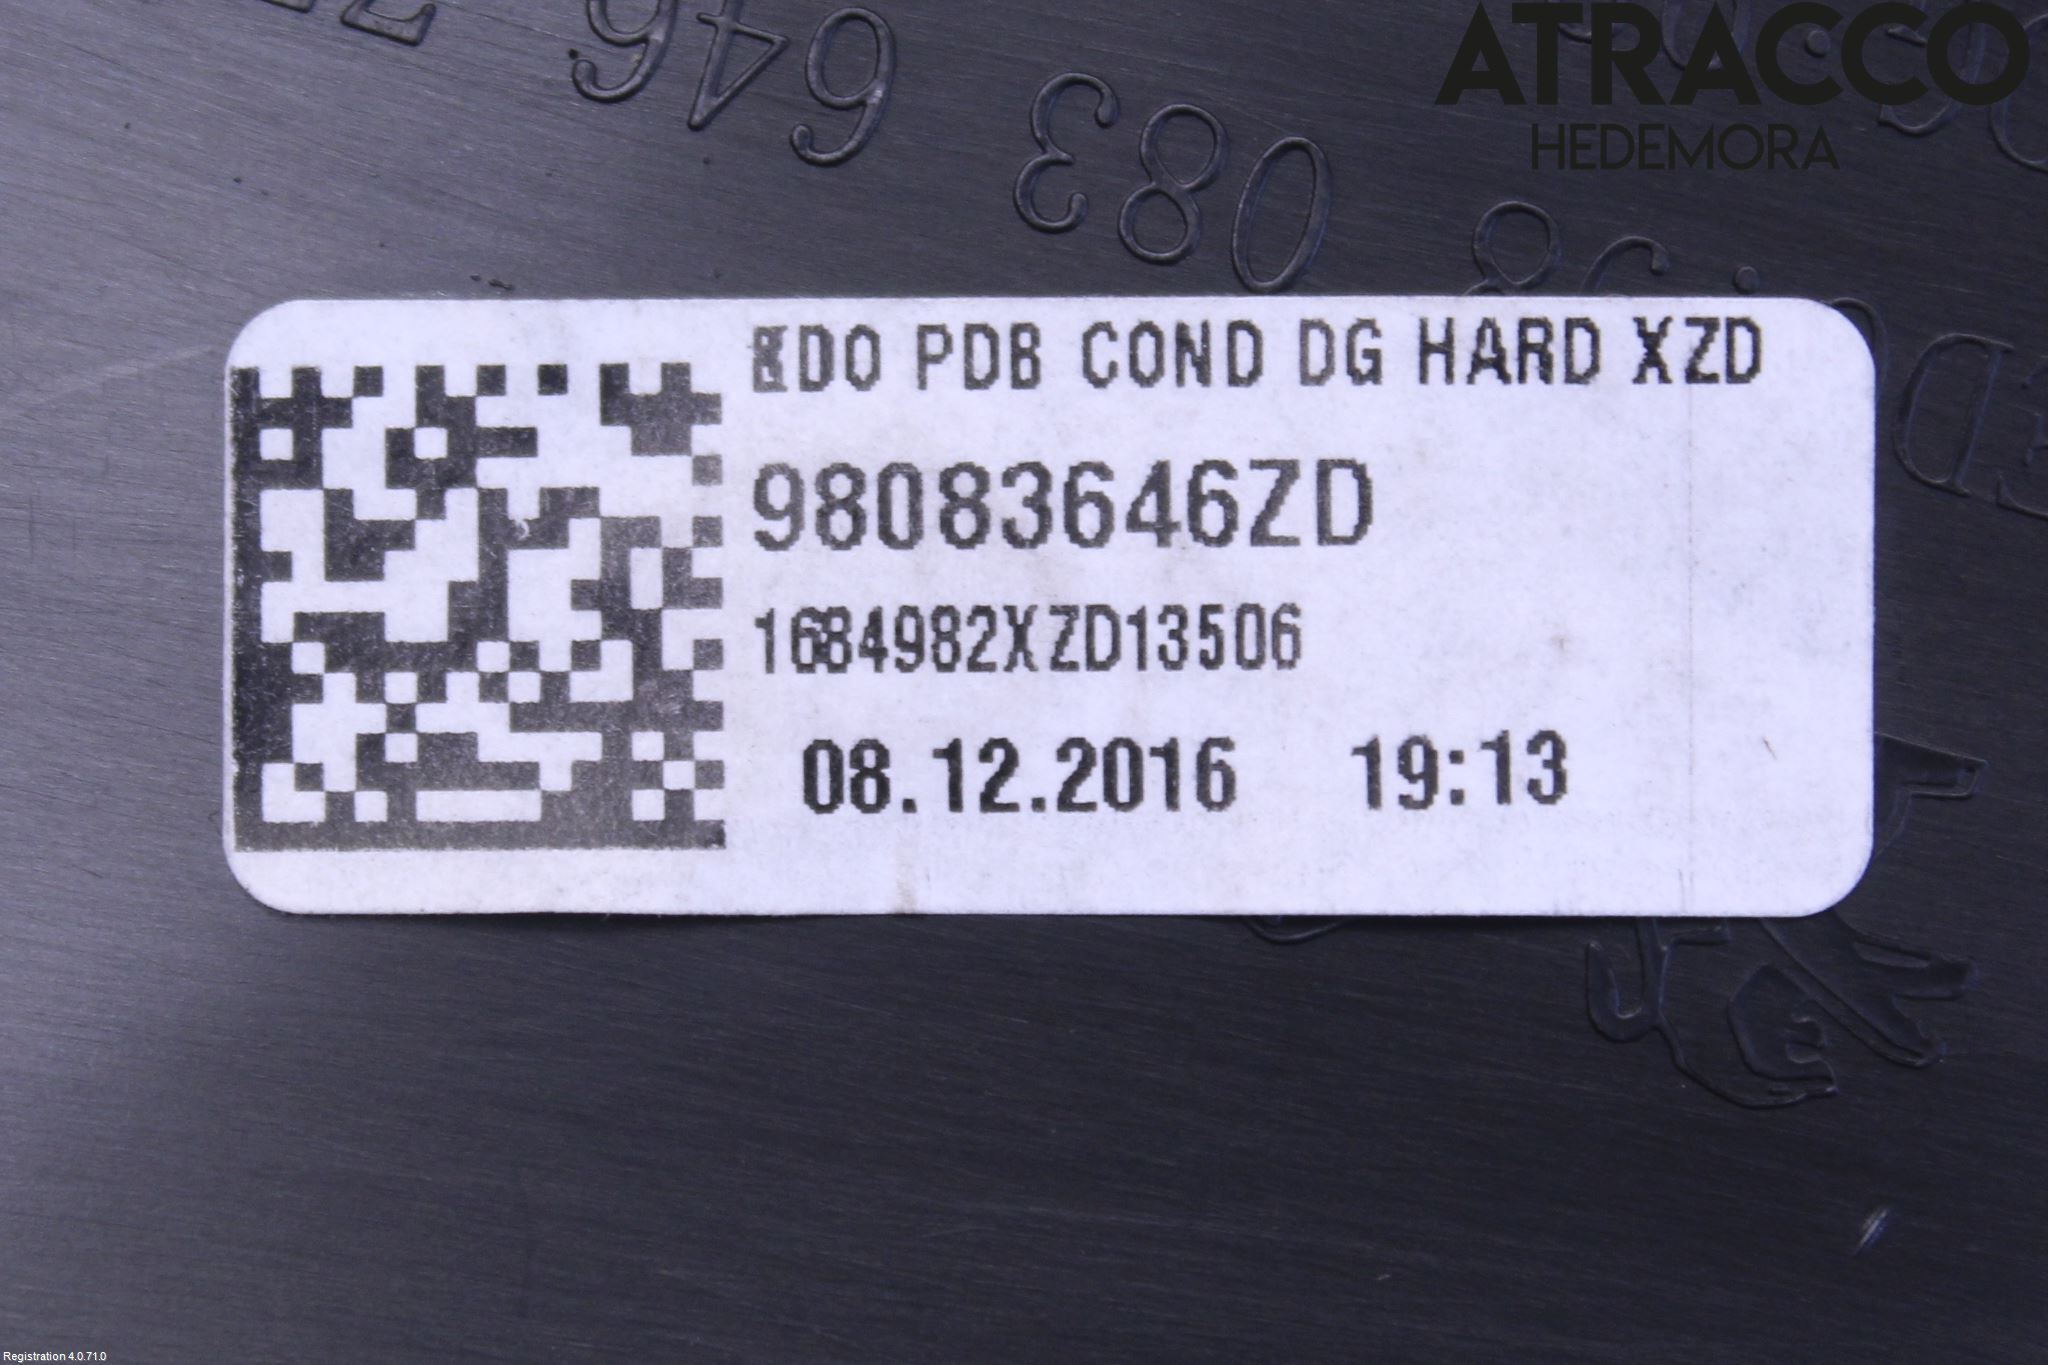 ATRACCO
HEDEMORA
083 646
PDB COND DG HARD XZD
98083646ZD
1684982XZD13506
08.12.2016 19:13
Registration 4.0.71.0